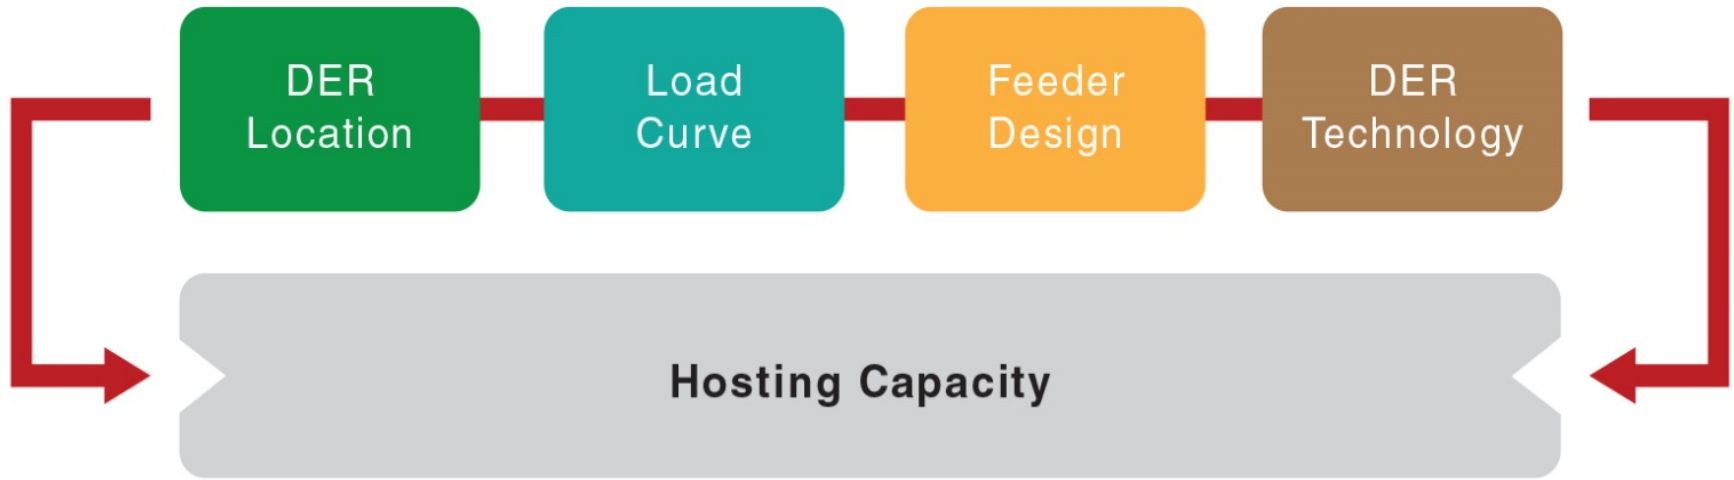 DER
Location
Load
Curve
Feeder
Design
DER
Technology
Hosting Capacity